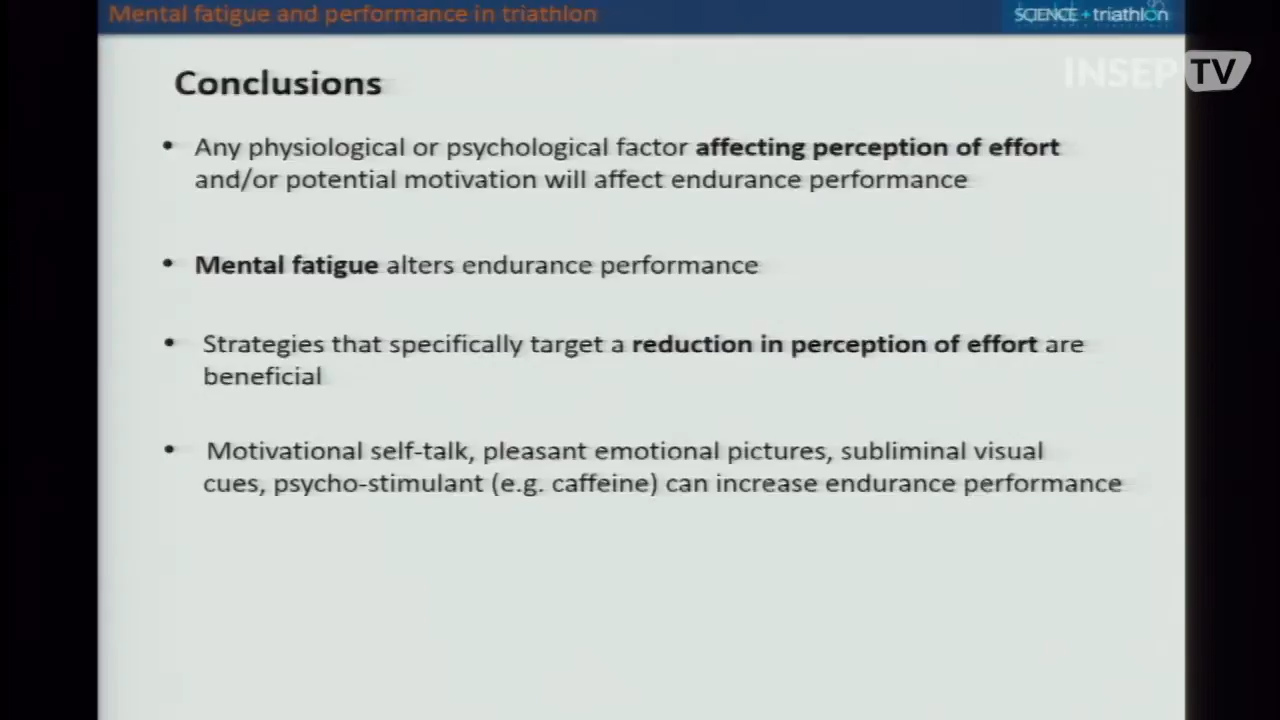 Mental fatigue and performance in triathlon
SCIENCE + triathlon
INSEP TV
Conclusions
• Any physiological or psychological factor affecting perception of effort
and/or potential motivation will affect endurance performance
• Mental fatigue alters endurance performance
• Strategies that specifically target a reduction in perception of effort are
beneficial
• Motivational self-talk, pleasant emotional pictures, subliminal visual
cues, psycho-stimulant (e.g. caffeine) can increase endurance performance